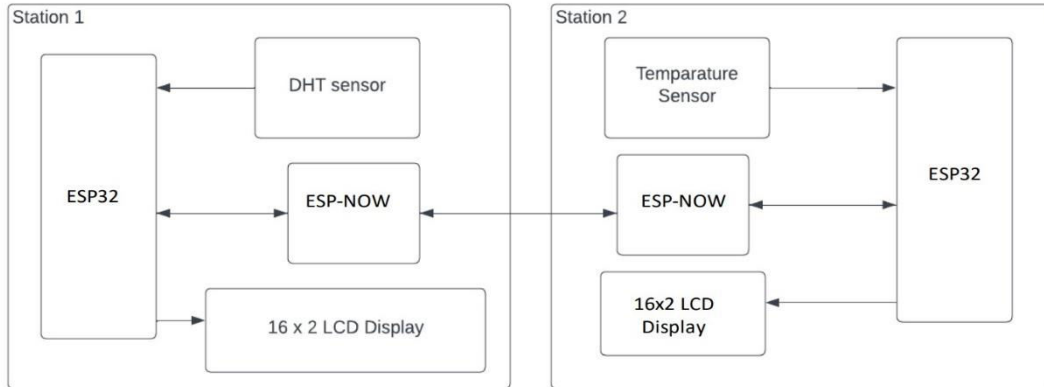 Station 1
ESP32
DHT sensor
ESP-NOW
16 x 2 LCD Display
Station 2
Temparature
Sensor
ESP-NOW
16x2 LCD
Display
ESP32